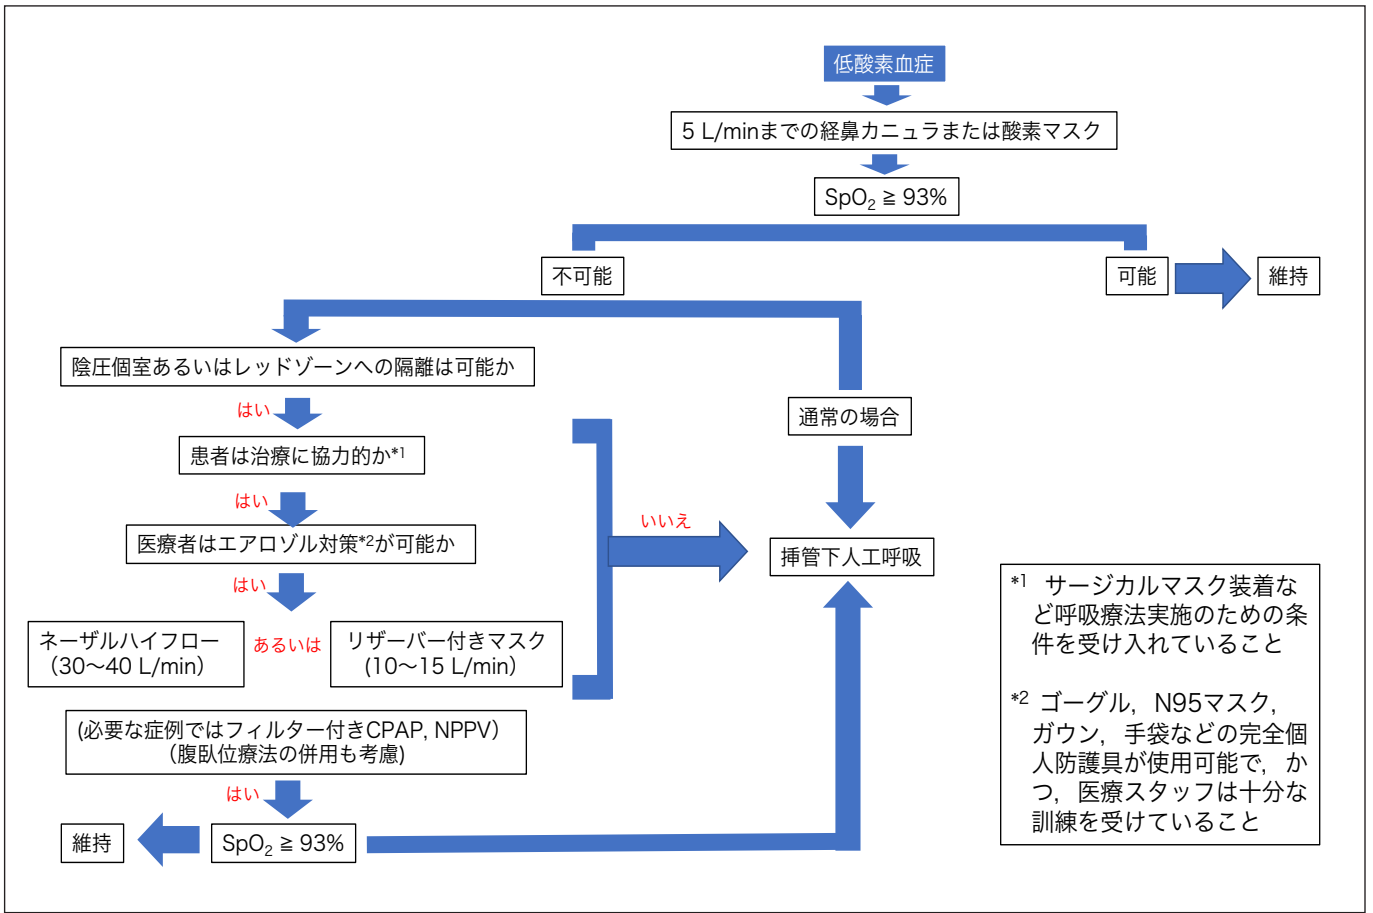 低酸素血症
5 L/minまでの経鼻カニュラまたは酸素マスク
SpO₂ ≧ 93%
不可能
可能
維持
陰圧個室あるいはレッドゾーンへの隔離は可能か
はい
通常の場合
患者は治療に協力的か*1
はい
いいえ
医療者はエアロゾル対策*2が可能か
挿管下人工呼吸
はい
ネーザルハイフロー
（30〜40 L/min）
あるいは
リザーバー付きマスク
(10〜15 L/min）
(必要な症例ではフィルター付きCPAP, NPPV）
（腹臥位療法の併用も考慮)
はい
維持
SpO₂ ≧ 93%
*1 サージカルマスク装着な
ど呼吸療法実施のための条
件を受け入れていること
*2 ゴーグル，N95マスク，
ガウン，手袋などの完全個
人防護具が使用可能で，か
つ，医療スタッフは十分な
訓練を受けていること